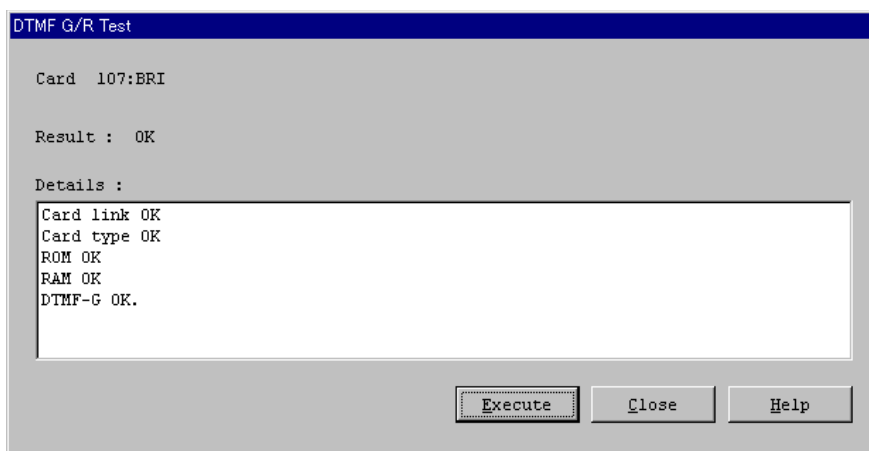 DTMF G/R Test
Card 107:BRI
Result : OK
Details :
Card link OK
Card type OK
ROM OK
RAM OK
DTMF-G OK.
Execute Close Help